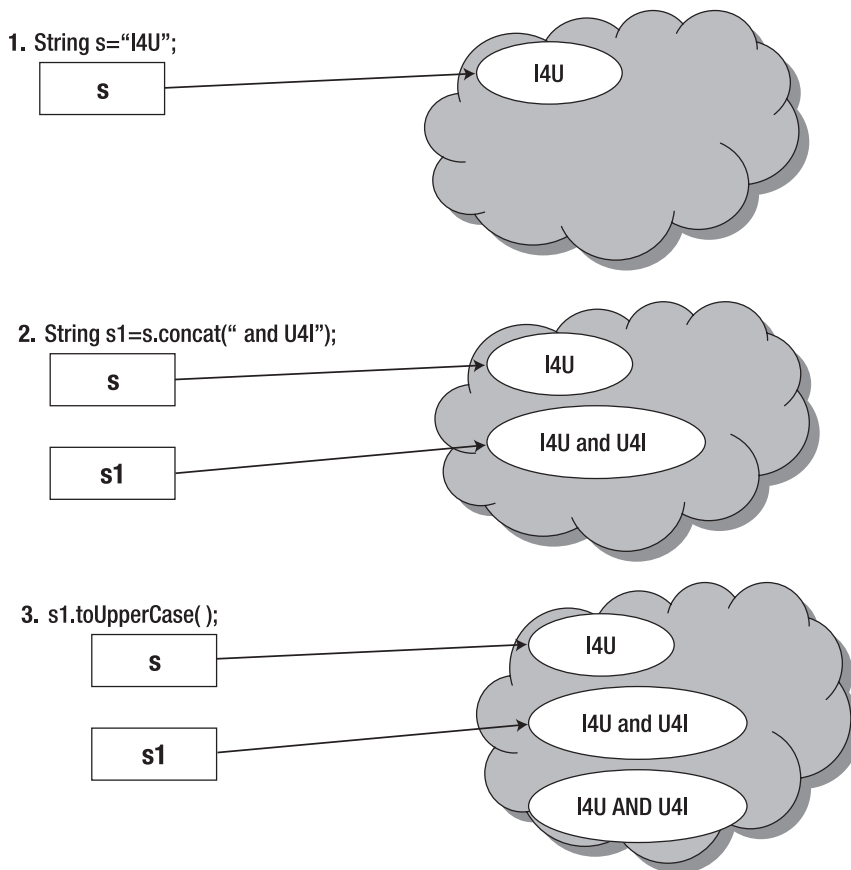 1. String s=“I4U”;
s
I4U
2. String s1=s.concat(“ and U4I”);
s
I4U
s1
I4U and U4I
3. s1.toUpperCase( );
s
I4U
s1
I4U and U4I
I4U AND U4I